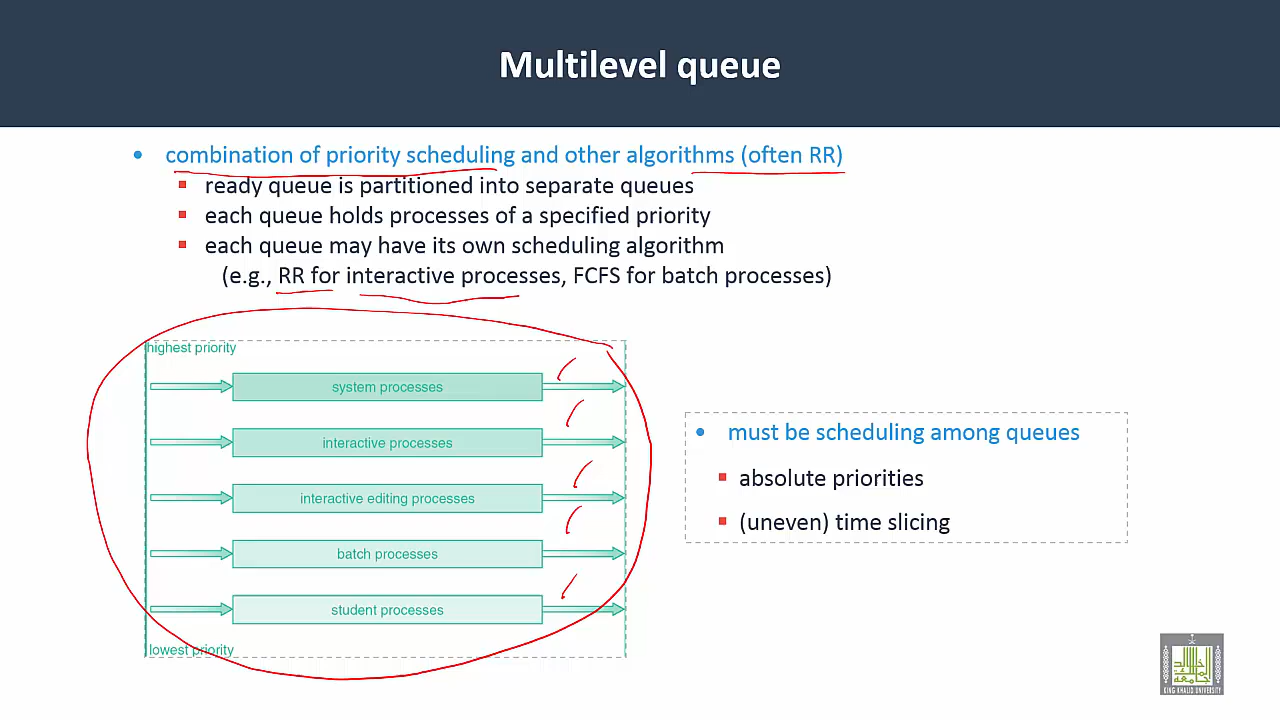 Multilevel queue
combination of priority scheduling and other algorithms (often RR)
ready queue is partitioned into separate queues
each queue holds processes of a specified priority
each queue may have its own scheduling algorithm
(e.g., RR for interactive processes, FCFS for batch processes)
highest priority
system processes
interactive processes
interactive editing processes
batch processes
student processes
lowest priority
must be scheduling among queues
absolute priorities
(uneven) time slicing
KING KHALID UNIVERSITY